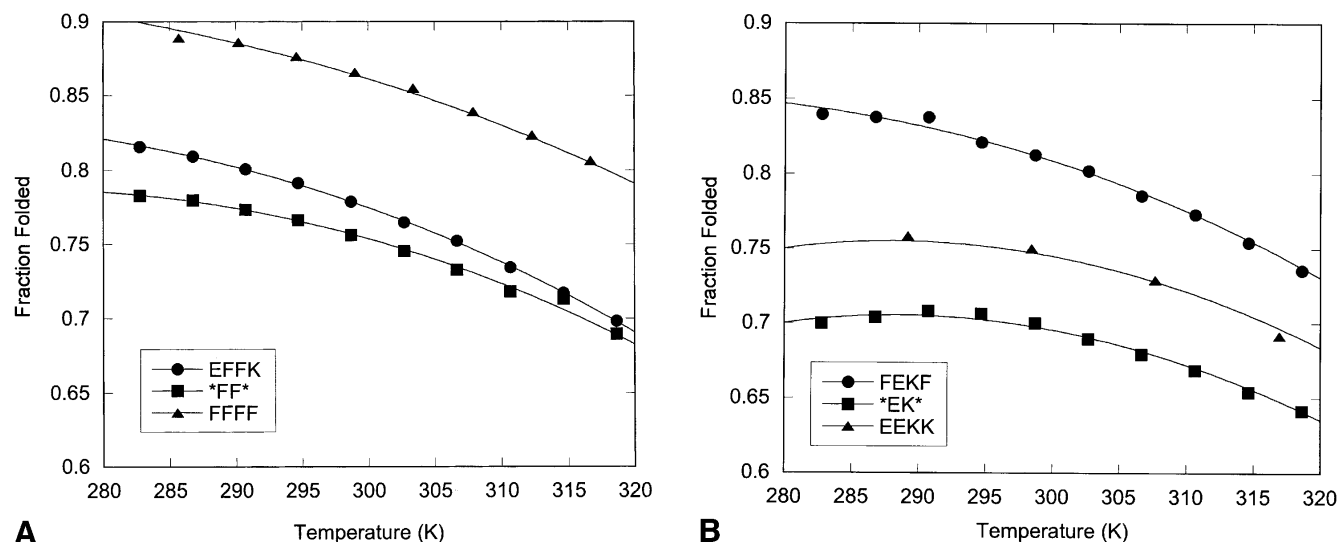 0.9
0.85
0.8
0.75
0.7
0.65
0.6
Fraction Folded
EFFK
*FF*
FFFF
280 285 290 295 300 305 310 315 320
Temperature (K)
A
0.9
0.85
0.8
0.75
0.7
0.65
0.6
Fraction Folded
FEKF
*EK*
EEKK
280 285 290 295 300 305 310 315 320
Temperature (K)
B